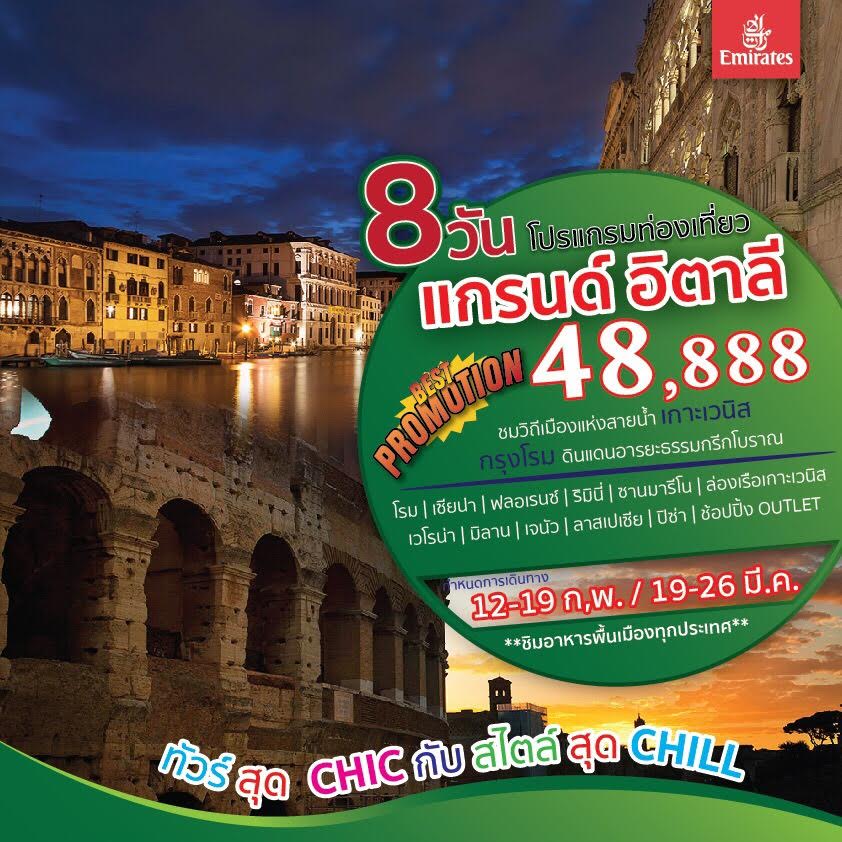 Emirates
8วัน โปรแกรมท่องเที่ยว
แกรนด์ อิตาลี
BEST PROMOTION 48,888
ชมวิถีเมืองแห่งสายน้ำ เกาะเวนิส
กรุงโรม ดินแดนอารยะธรรมกรีกโบราณ
โรม | เซียปา | ฟลอเรนซ์ | ริมินี่ | ซานมารีโน | ล่องเรือเกาะเวนิส
เวโรน่า | มิลาน | เจนัว | ลาสเปเซีย | ปิซ่า | ช้อปปิ้ง OUTLET
กำหนดการเดินทาง
12-19 ก,พ. / 19-26 มี.ค.
**ชิมอาหารพื้นเมืองทุกประเทศ**
ทัวร์ สุด CHIC กับ สไตล์ สุด CHILL